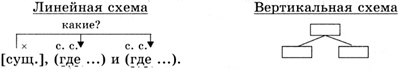 Линейная схема
Вертикальная схема
какие?
× с. с. с. с.
[сущ.], (где ...) и (где ...).